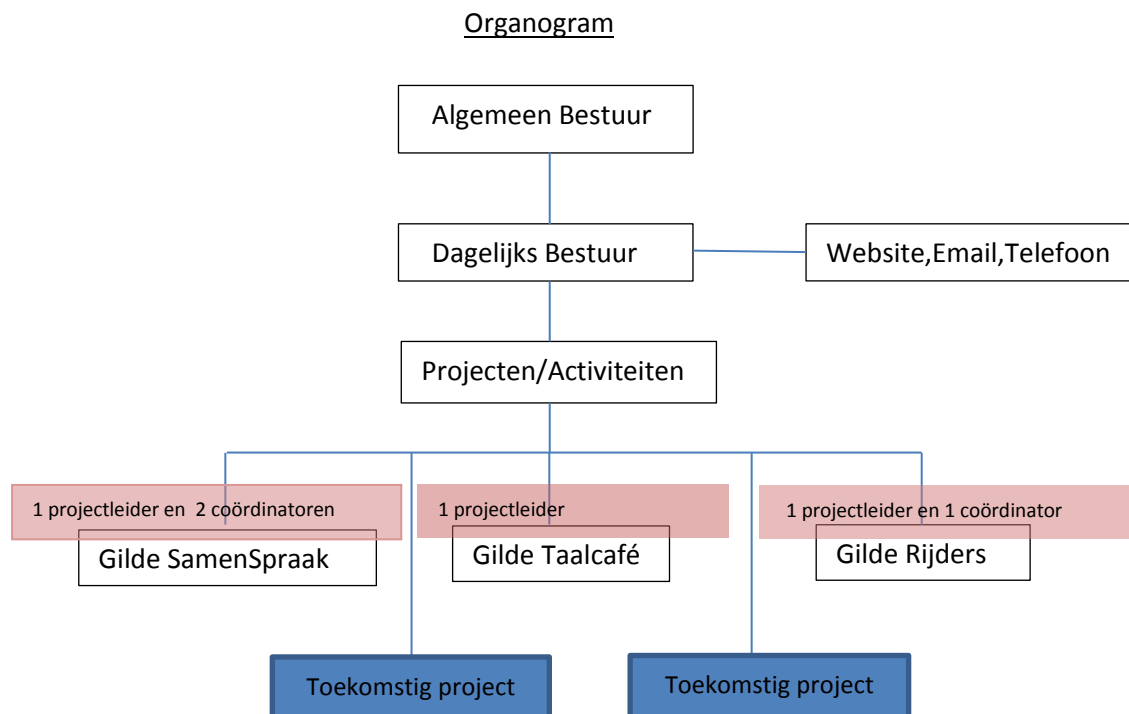 Organogram
Algemeen Bestuur
Dagelijks Bestuur
Website,Email,Telefoon
Projecten/Activiteiten
1 projectleider en 2 coördinatoren
1 projectleider
1 projectleider en 1 coördinator
Gilde SamenSpraak
Gilde Taalcafé
Gilde Rijders
Toekomstig project
Toekomstig project